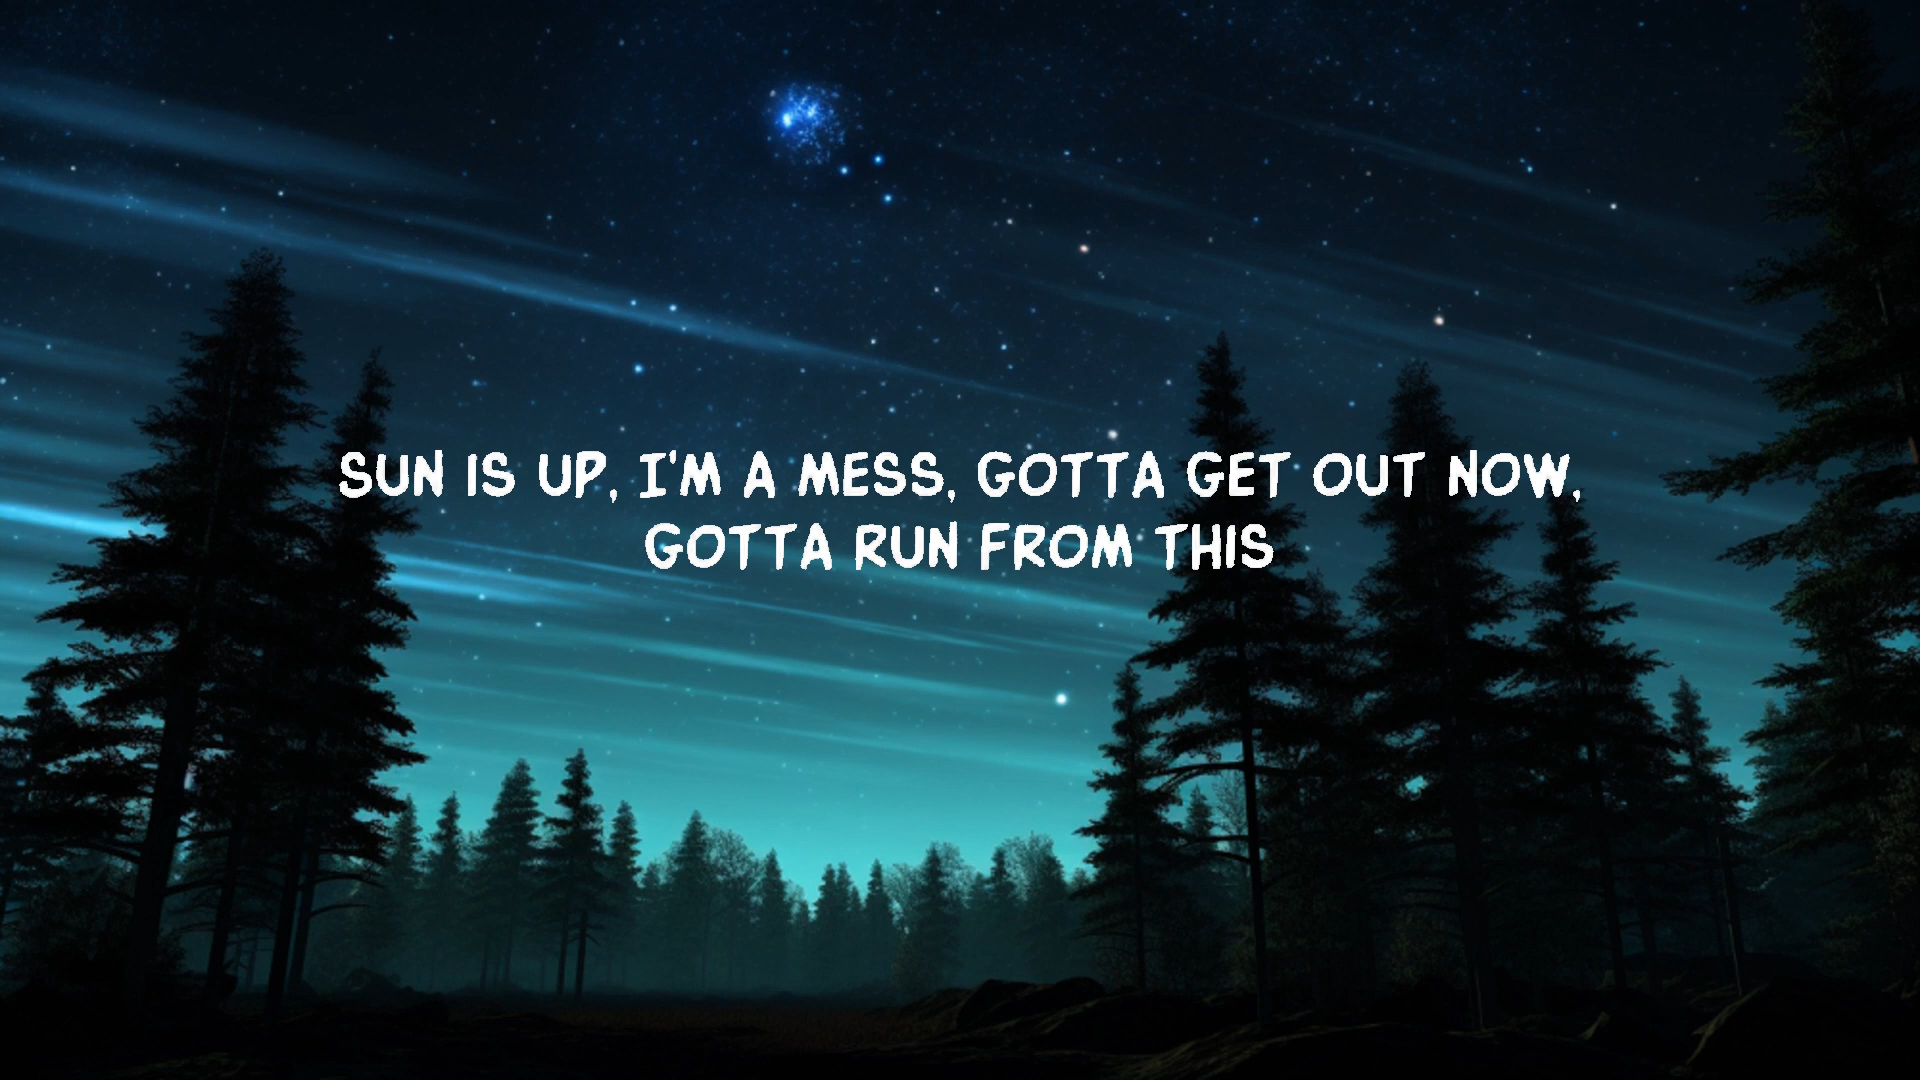 SUN IS UP, I'M A MESS, GOTTA GET OUT NOW,
GOTTA RUN FROM THIS